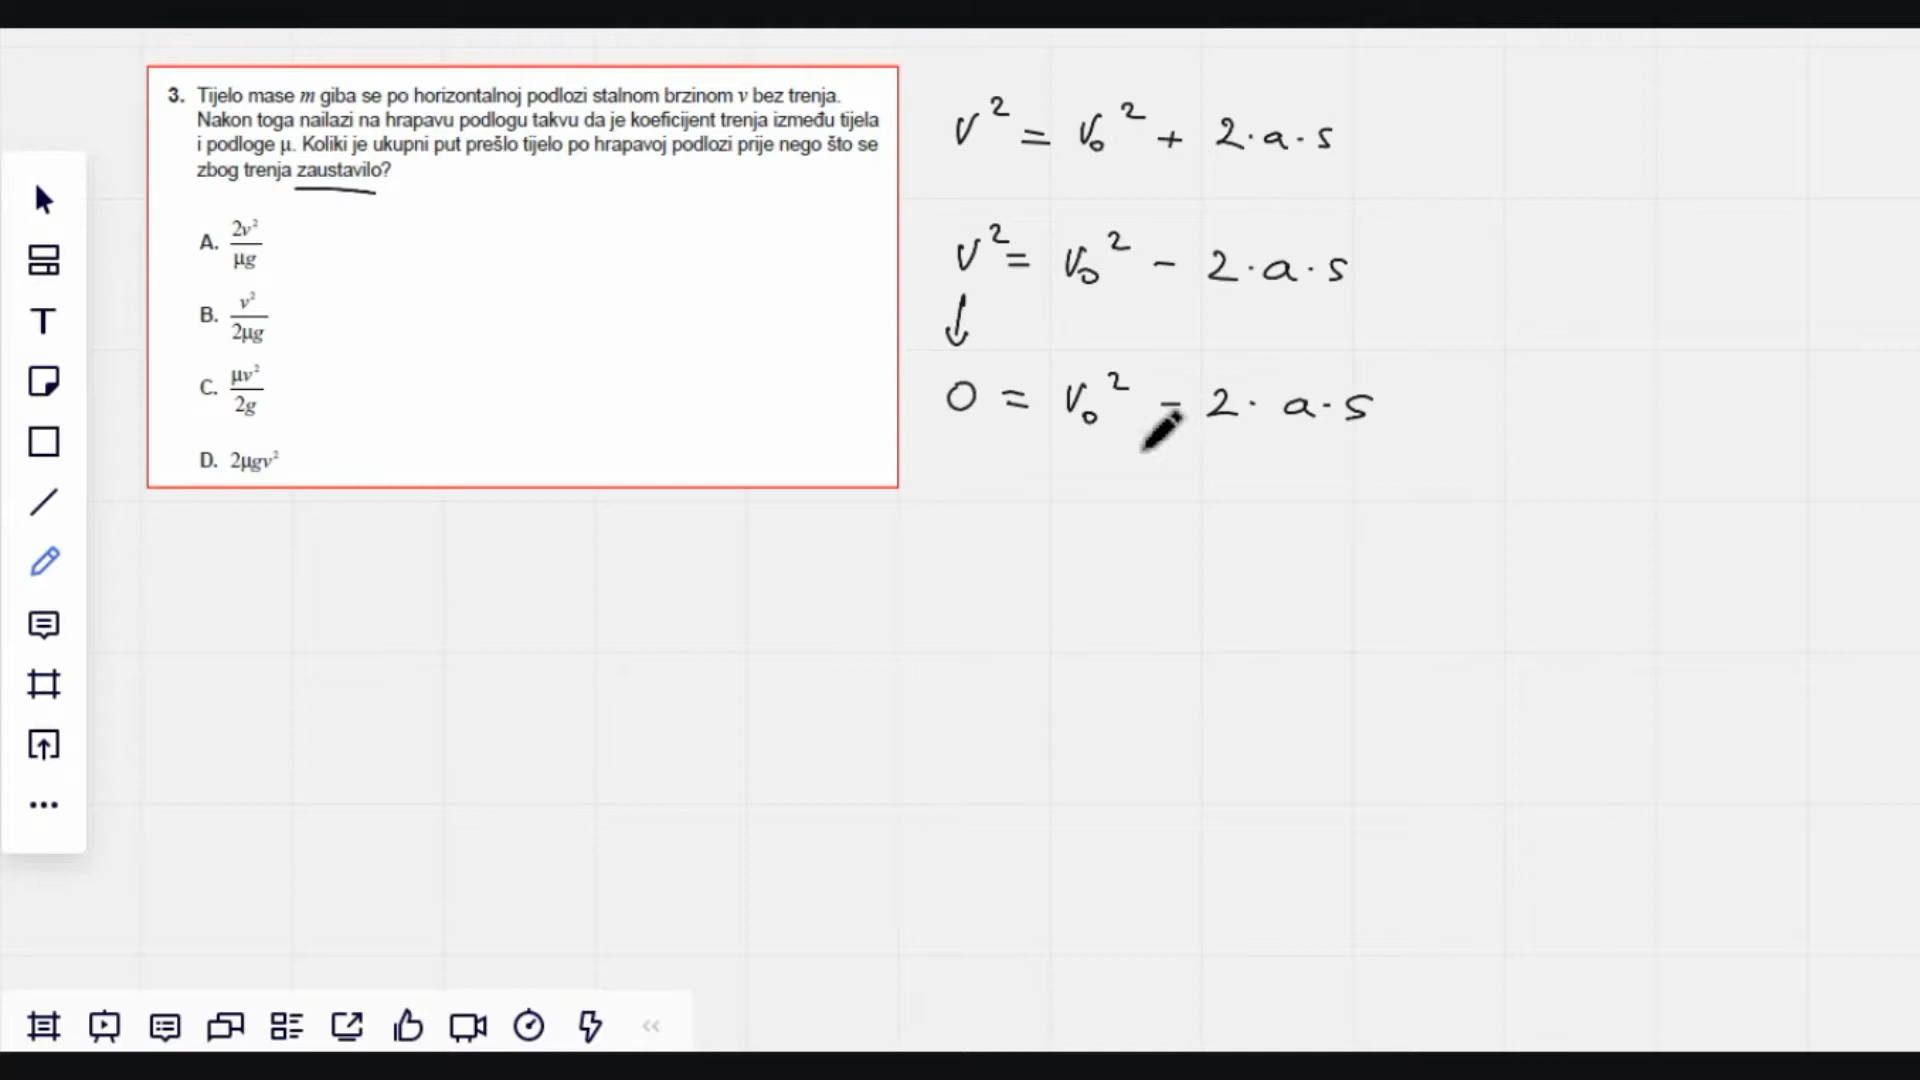 3. Tijelo mase m giba se po horizontalnoj podlozi stalnom brzinom v bez trenja.
Nakon toga nailazi na hrapavu podlogu takvu da je koeficijent trenja između tijela
i podloge μ. Koliki je ukupni put prešlo tijelo po hrapavoj podlozi prije nego što se
zbog trenja zaustavilo?
A. 2v²/μg
B. v²/2μg
C. μv²/2g
D. 2μgv²
v² = v₀² + 2·a·s
v² = v₀² - 2·a·s
↓
0 = v₀² - 2·a·s
T